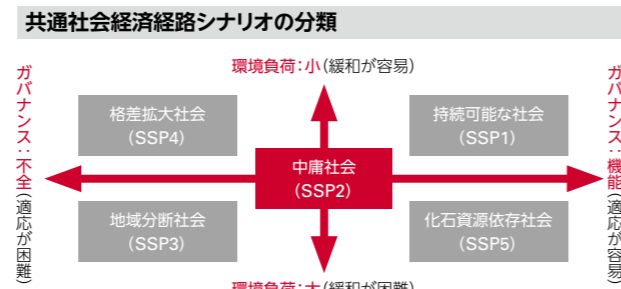 共通社会経済経路シナリオの分類
環境負荷：小（緩和が容易）
ガバナンス：不全（適応が困難）
格差拡大社会
（SSP4）
持続可能な社会
（SSP1）
中庸社会
（SSP2）
地域分断社会
（SSP3）
化石資源依存社会
（SSP5）
ガバナンス：機能（適応が容易）
環境負荷：大（緩和が困難）